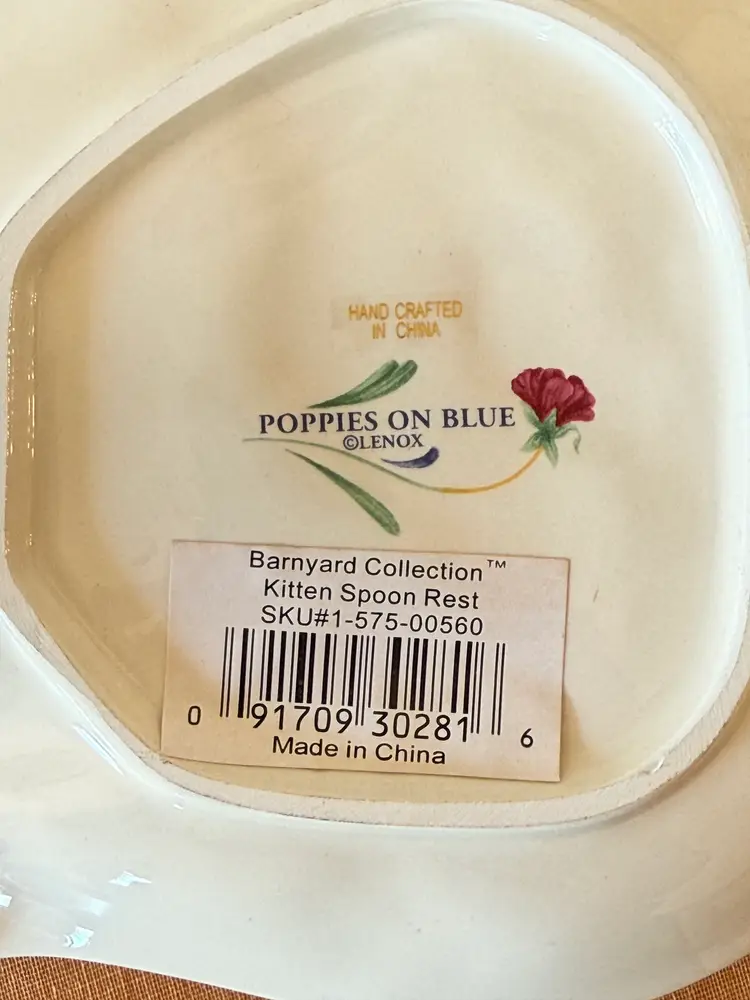 HAND CRAFTED
IN CHINA
POPPIES ON BLUE
©LENOX
Barnyard Collection™
Kitten Spoon Rest
SKU#1-575-00560
0 91709 30281 6
Made in China